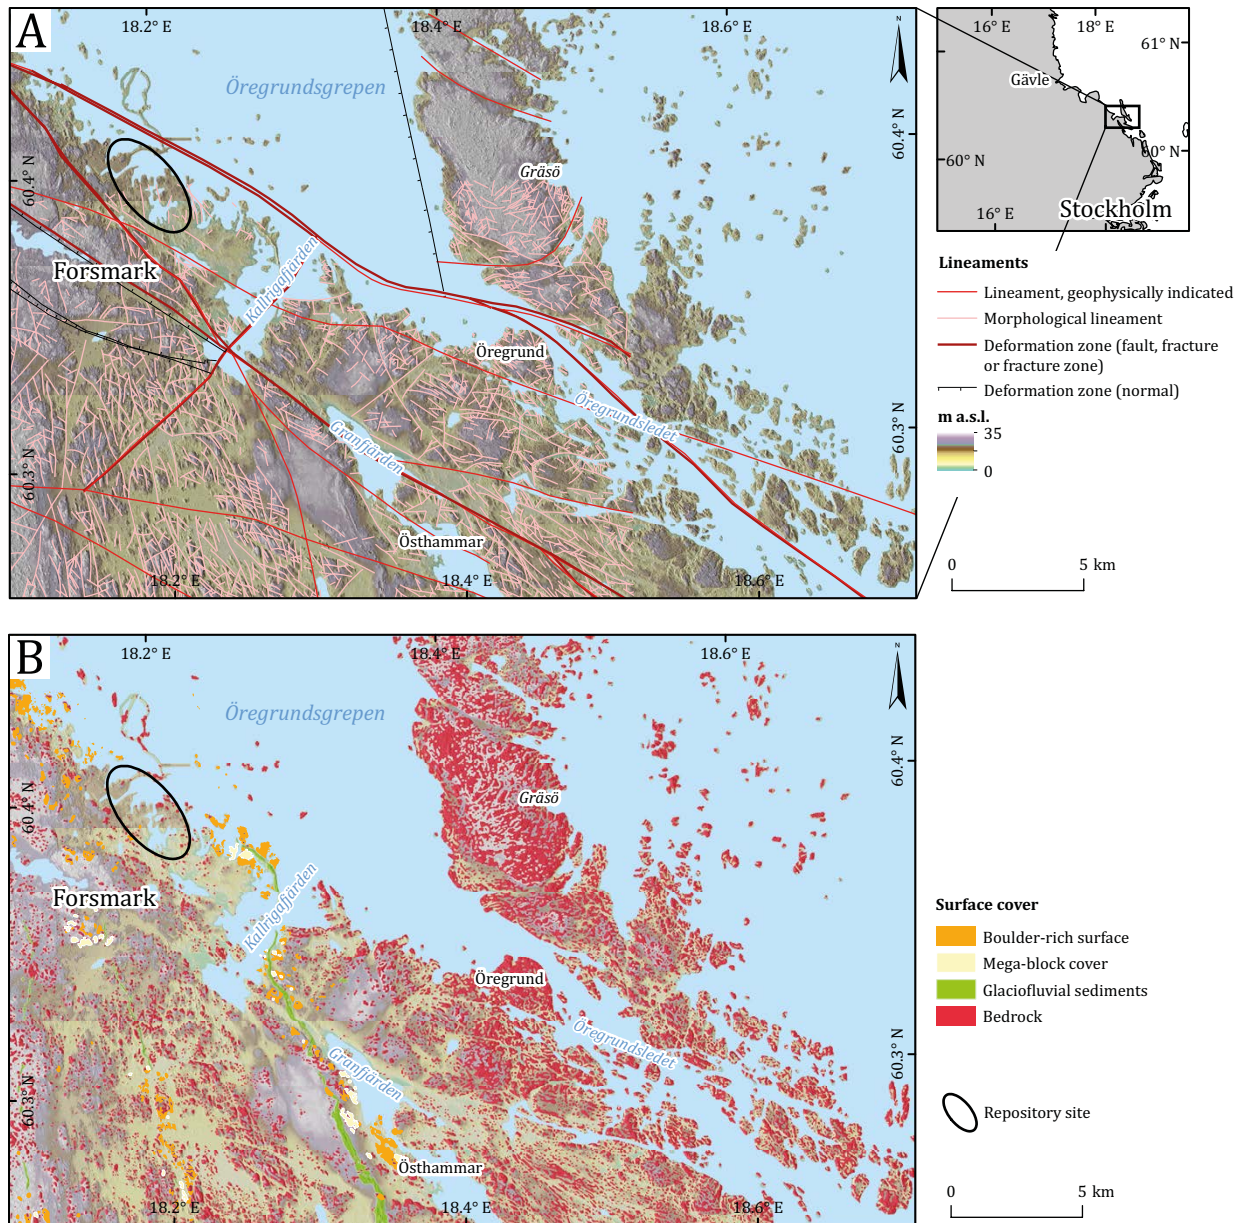 A
18.2° E
18.4° E
18.6° E
N
Öregrundsgrepen
60.4° N
60.4° N
Gräsö
Forsmark
Kallrigafjärden
Öregrund
Öregrundsledet
Granfjärden
60.3° N
60.3° N
Östhammar
18.2° E
18.4° E
18.6° E
16° E
18° E
61° N
Gävle
60° N
60° N
16° E
Stockholm
Lineaments
Lineament, geophysically indicated
Morphological lineament
Deformation zone (fault, fracture
or fracture zone)
Deformation zone (normal)
m a.s.l.
35
0
0
5 km
B
18.2° E
18.4° E
18.6° E
N
Öregrundsgrepen
60.4° N
60.4° N
Gräsö
Forsmark
Kallrigafjärden
Öregrund
Öregrundsledet
Granfjärden
60.3° N
60.3° N
Östhammar
18.2° E
18.4° E
18.6° E
Surface cover
Boulder-rich surface
Mega-block cover
Glaciofluvial sediments
Bedrock
Repository site
0
5 km